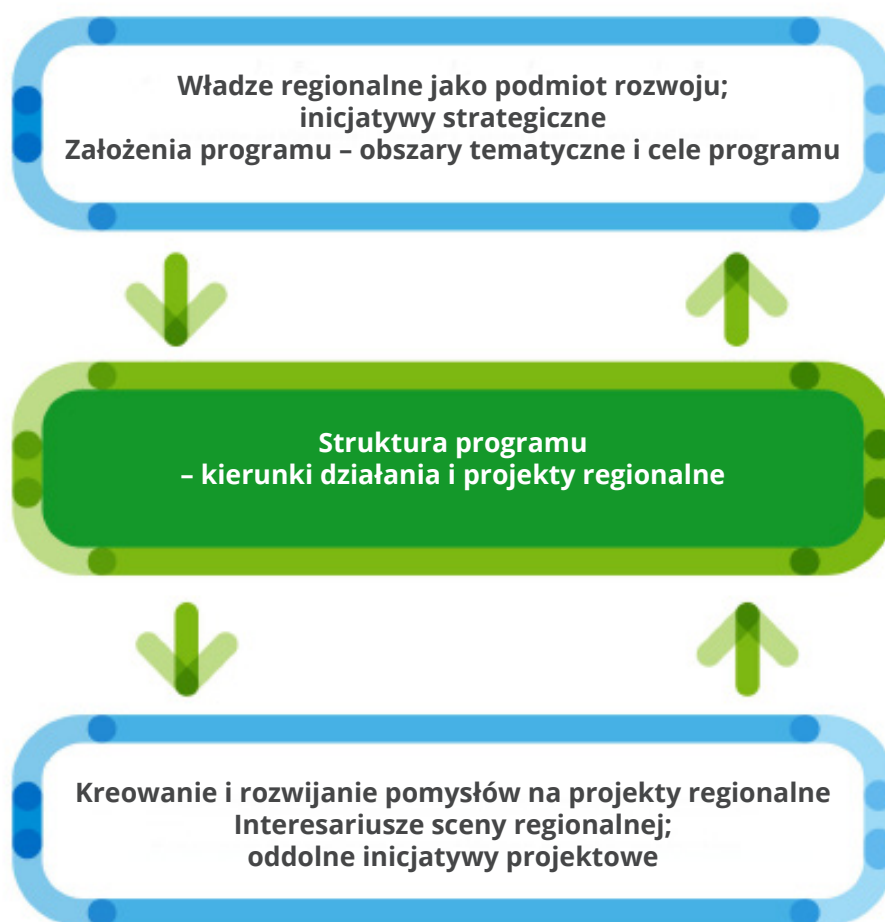 Władze regionalne jako podmiot rozwoju;
inicjatywy strategiczne
Założenia programu – obszary tematyczne i cele programu
Struktura programu
– kierunki działania i projekty regionalne
Kreowanie i rozwijanie pomysłów na projekty regionalne
Interesariusze sceny regionalnej;
oddolne inicjatywy projektowe